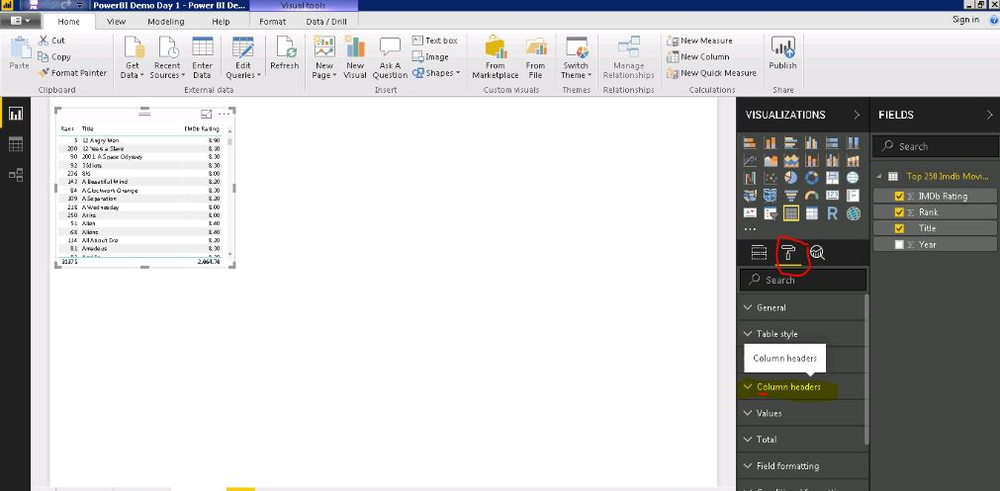 PowerBI Demo Day 1 - Power BI De...
Visual tools
Home View Modeling Help Format Data / Drill
Sign in
Paste
Cut
Copy
Format Painter
Clipboard
Get Data
Recent Sources
Enter Data
Edit Queries
Refresh
External data
New Page
New Visual
Ask A Question
Text box
Image
Shapes
Insert
From Marketplace
From File
Custom visuals
Switch Theme
Themes
Manage Relationships
Relationships
New Measure
New Column
New Quick Measure
Calculations
Publish
Share
Rank Title IMDb Rating
5 12 Angry Men 8.90
200 12 Years a Slave 8.10
90 2001: A Space Odyssey 8.30
92 3 Idiots 8.30
236 8½ 8.00
143 A Beautiful Mind 8.20
84 A Clockwork Orange 8.30
109 A Separation 8.20
218 A Wednesday 8.00
250 8.00
51 Alien 8.40
68 Aliens 8.40
114 All About Eve 8.20
81 Amadeus 8.30
31375 2,064.70
VISUALIZATIONS
R
Search
General
Table style
Column headers
Column headers
Values
Total
Field formatting
FIELDS
Search
Top 250 Imdb Movi...
Σ IMDb Rating
Σ Rank
Title
Σ Year